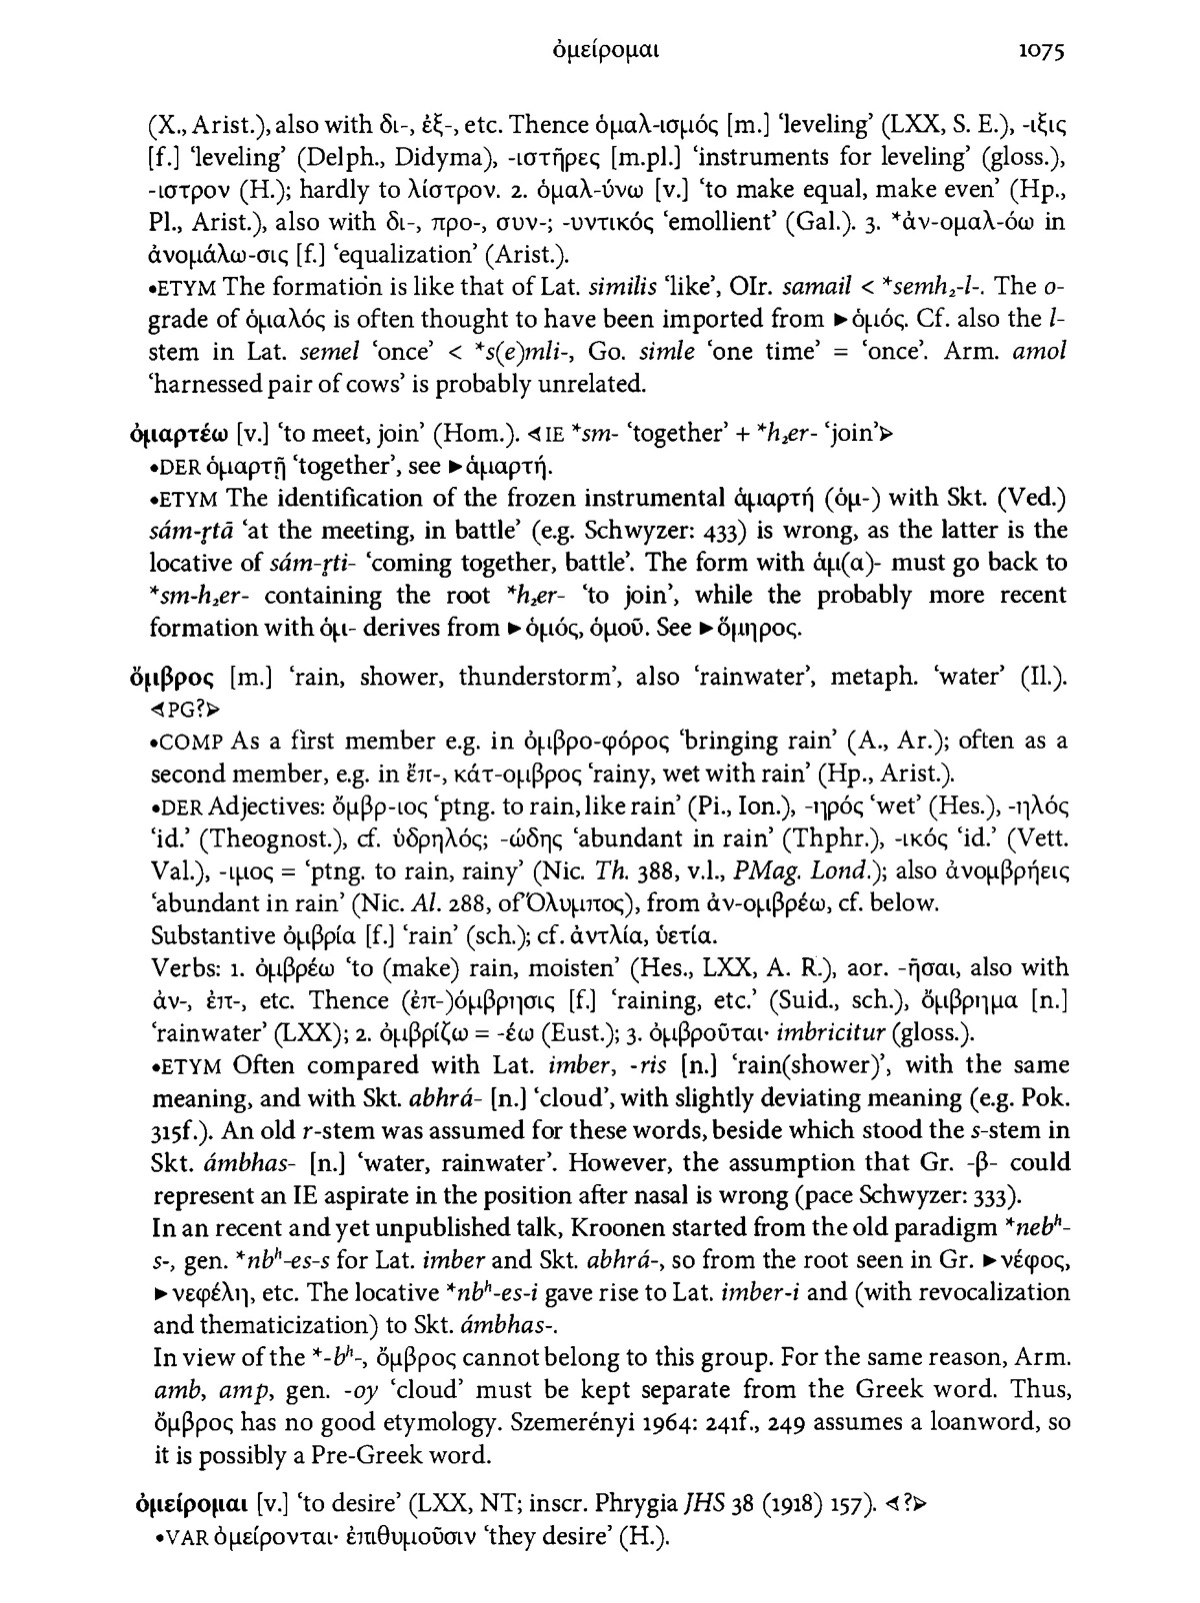 ὁμείρομαι 1075
(X., Arist.), also with δι-, ἐξ-, etc. Thence ὁμαλ-ισμός [m.] ‘leveling’ (LXX, S. E.), -ιξις
[f.] ‘leveling’ (Delph., Didyma), -ιστῆρες [m.pl.] ‘instruments for leveling’ (gloss.),
-ιστρον (H.); hardly to λίστρον. 2. ὁμαλ-ύνω [v.] ‘to make equal, make even’ (Hp.,
Pl., Arist.), also with δι-, προ-, συν-; -υντικός ‘emollient’ (Gal.). 3. *ἀν-ομαλ-όω in
ἀνομάλω-σις [f.] ‘equalization’ (Arist.).
•ETYM The formation is like that of Lat. similis ‘like’, OIr. samail < *semh₂-l-. The o-
grade of ὁμαλός is often thought to have been imported from ►ὁμός. Cf. also the l-
stem in Lat. semel ‘once’ < *s(e)mli-, Go. simle ‘one time’ = ‘once’. Arm. amol
‘harnessed pair of cows’ is probably unrelated.
ὁμαρτέω [v.] ‘to meet, join’ (Hom.). ⊲IE *sm- ‘together’ + *h₂er- ‘join’⊳
•DER ὁμαρτῇ ‘together’, see ►ἁμαρτή.
•ETYM The identification of the frozen instrumental ἁμαρτή (ὁμ-) with Skt. (Ved.)
sám-r̥tā ‘at the meeting, in battle’ (e.g. Schwyzer: 433) is wrong, as the latter is the
locative of sám-r̥ti- ‘coming together, battle’. The form with ἁμ(α)- must go back to
*sm-h₂er- containing the root *h₂er- ‘to join’, while the probably more recent
formation with ὁμ- derives from ►ὁμός, ὁμοῦ. See ►ὅμηρος.
ὄμβρος [m.] ‘rain, shower, thunderstorm’, also ‘rainwater’, metaph. ‘water’ (Il.).
⊲PG?⊳
•COMP As a first member e.g. in ὀμβρο-φόρος ‘bringing rain’ (A., Ar.); often as a
second member, e.g. in ἔπ-, κάτ-ομβρος ‘rainy, wet with rain’ (Hp., Arist.).
•DER Adjectives: ὄμβρ-ιος ‘ptng. to rain, like rain’ (Pi., Ion.), -ηρός ‘wet’ (Hes.), -ηλός
‘id.’ (Theognost.), cf. ὑδρηλός; -ώδης ‘abundant in rain’ (Thphr.), -ικός ‘id.’ (Vett.
Val.), -ιμος = ‘ptng. to rain, rainy’ (Nic. Th. 388, v.l., PMag. Lond.); also ἀνομβρήεις
‘abundant in rain’ (Nic. Al. 288, of Ὄλυμπος), from ἀν-ομβρέω, cf. below.
Substantive ὀμβρία [f.] ‘rain’ (sch.); cf. ἀντλία, ὑετία.
Verbs: 1. ὀμβρέω ‘to (make) rain, moisten’ (Hes., LXX, A. R.), aor. -ῆσαι, also with
ἀν-, ἐπ-, etc. Thence (ἐπ-)όμβρησις [f.] ‘raining, etc.’ (Suid., sch.), ὄμβρημα [n.]
‘rainwater’ (LXX); 2. ὀμβρίζω = -έω (Eust.); 3. ὀμβροῦται· imbricitur (gloss.).
•ETYM Often compared with Lat. imber, -ris [n.] ‘rain(shower)’, with the same
meaning, and with Skt. abhrá- [n.] ‘cloud’, with slightly deviating meaning (e.g. Pok.
315f.). An old r-stem was assumed for these words, beside which stood the s-stem in
Skt. ámbhas- [n.] ‘water, rainwater’. However, the assumption that Gr. -β- could
represent an IE aspirate in the position after nasal is wrong (pace Schwyzer: 333).
In an recent and yet unpublished talk, Kroonen started from the old paradigm *nebʰ-
s-, gen. *nbʰ-es-s for Lat. imber and Skt. abhrá-, so from the root seen in Gr. ►νέφος,
►νεφέλη, etc. The locative *nbʰ-es-i gave rise to Lat. imber-i and (with revocalization
and thematicization) to Skt. ámbhas-.
In view of the *-bʰ-, ὄμβρος cannot belong to this group. For the same reason, Arm.
amb, amp, gen. -oy ‘cloud’ must be kept separate from the Greek word. Thus,
ὄμβρος has no good etymology. Szemerényi 1964: 241f., 249 assumes a loanword, so
it is possibly a Pre-Greek word.
ὁμείρομαι [v.] ‘to desire’ (LXX, NT; inscr. Phrygia JHS 38 (1918) 157). ⊲?⊳
•VAR ὁμείρονται· ἐπιθυμοῦσιν ‘they desire’ (H.).